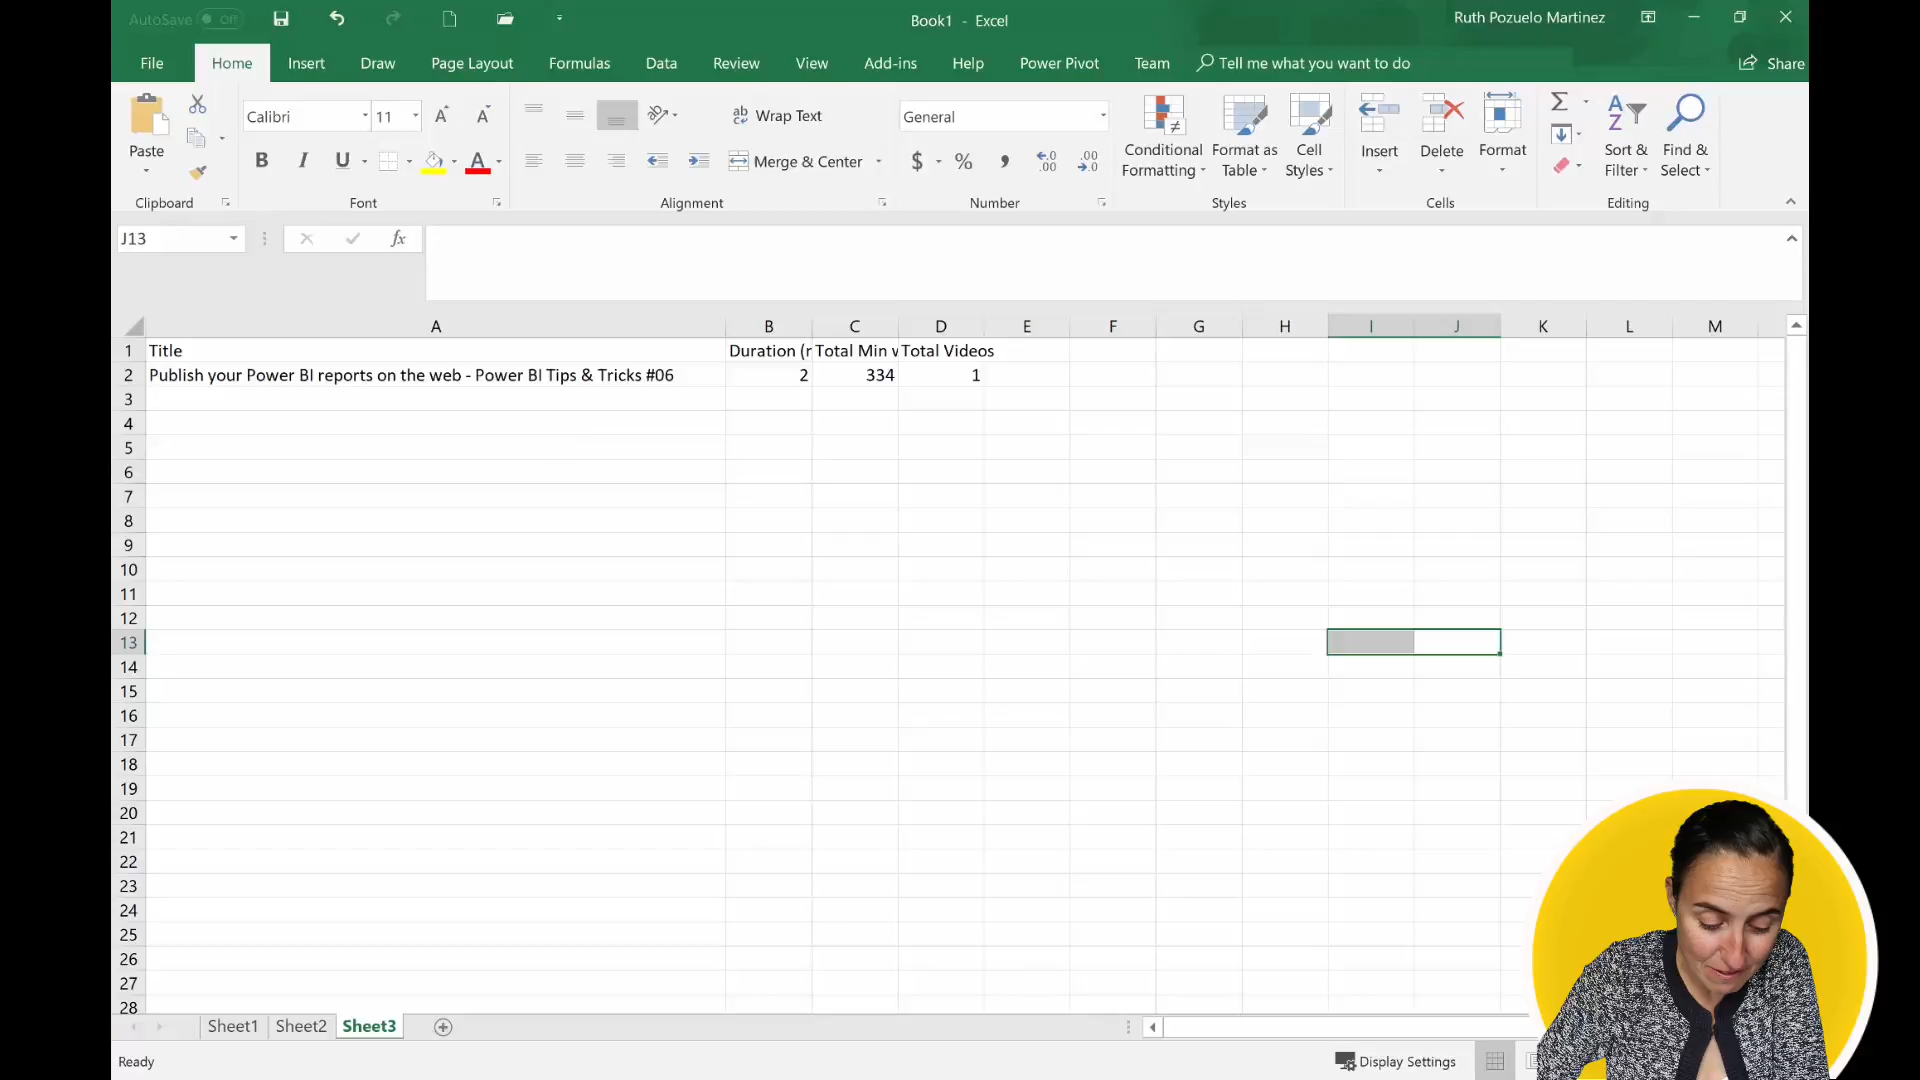 AutoSave Off
Book1 - Excel
Ruth Pozuelo Martinez
File Home Insert Draw Page Layout Formulas Data Review View Add-ins Help Power Pivot Team Tell me what you want to do Share
Paste
Clipboard
Calibri 11 A A
B I U A
Font
ab Wrap Text
Merge & Center
Alignment
General
$ % , .0 .00 .00 .0
Number
Conditional Formatting
Format as Table
Cell Styles
Styles
Insert
Delete
Format
Cells
Sort & Filter
Find & Select
Editing
J13 fx
A B C D E F G H I J K L M
1 Title Duration (r Total Min v Total Videos
2 Publish your Power BI reports on the web - Power BI Tips & Tricks #06 2 334 1
3
4
5
6
7
8
9
10
11
12
13
14
15
16
17
18
19
20
21
22
23
24
25
26
27
28
Sheet1 Sheet2 Sheet3
Ready
Display Settings